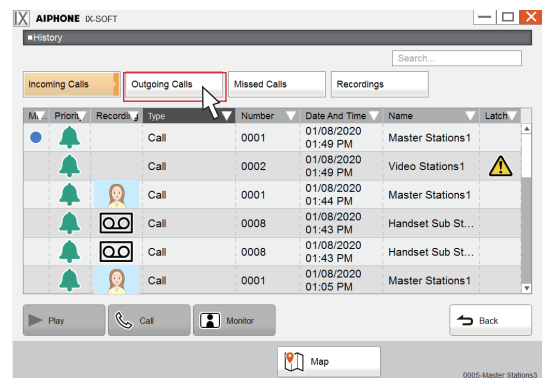 AIPHONE IX-SOFT
■History
Search...
Incoming Calls Outgoing Calls Missed Calls Recordings
Priority Recording Type Number Date And Time Name Latch
Call 0001 01/08/2020 01:49 PM Master Stations1
Call 0002 01/08/2020 01:49 PM Video Stations1
Call 0001 01/08/2020 01:44 PM Master Stations1
Call 0008 01/08/2020 01:43 PM Handset Sub St...
Call 0008 01/08/2020 01:43 PM Handset Sub St...
Call 0001 01/08/2020 01:05 PM Master Stations1
Play Call Monitor Back
Map
0005-Master Stations3